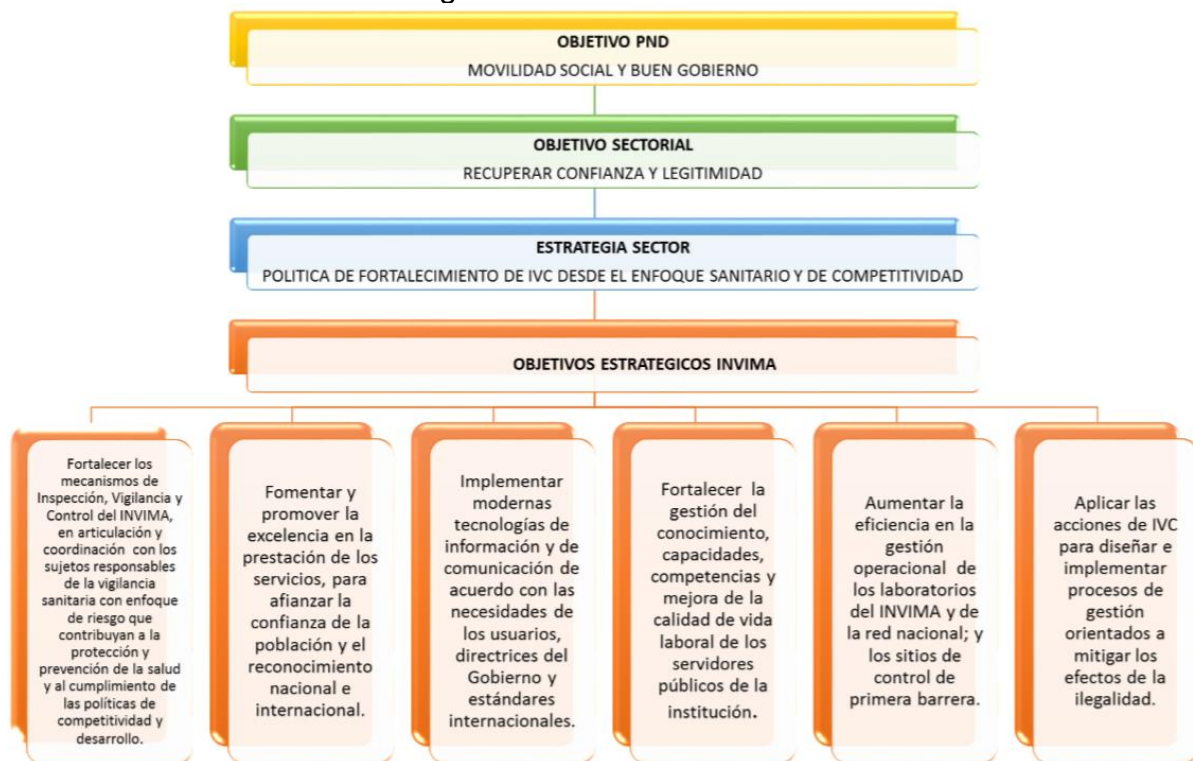 OBJETIVO PND
MOVILIDAD SOCIAL Y BUEN GOBIERNO
OBJETIVO SECTORIAL
RECUPERAR CONFIANZA Y LEGITIMIDAD
ESTRATEGIA SECTOR
POLITICA DE FORTALECIMIENTO DE IVC DESDE EL ENFOQUE SANITARIO Y DE COMPETITIVIDAD
OBJETIVOS ESTRATEGICOS INVIMA
Fortalecer los
mecanismos de
Inspección, Vigilancia y
Control del INVIMA,
en articulación y
coordinación con los
sujetos responsables
de la vigilancia
sanitaria con enfoque
de riesgo que
contribuyan a la
protección y
prevención de la salud
y al cumplimiento de
las políticas de
competitividad y
desarrollo.
Fomentar y
promover la
excelencia en la
prestación de los
servicios, para
afianzar la
confianza de la
población y el
reconocimiento
nacional e
internacional.
Implementar
modernas
tecnologías de
información y de
comunicación de
acuerdo con las
necesidades de
los usuarios,
directrices del
Gobierno y
estándares
internacionales.
Fortalecer la
gestión del
conocimiento,
capacidades,
competencias y
mejora de la
calidad de vida
laboral de los
servidores
públicos de la
institución.
Aumentar la
eficiencia en la
gestión
operacional de
los laboratorios
del INVIMA y de
la red nacional; y
los sitios de
control de
primera barrera.
Aplicar las
acciones de IVC
para diseñar e
implementar
procesos de
gestión
orientados a
mitigar los
efectos de la
ilegalidad.